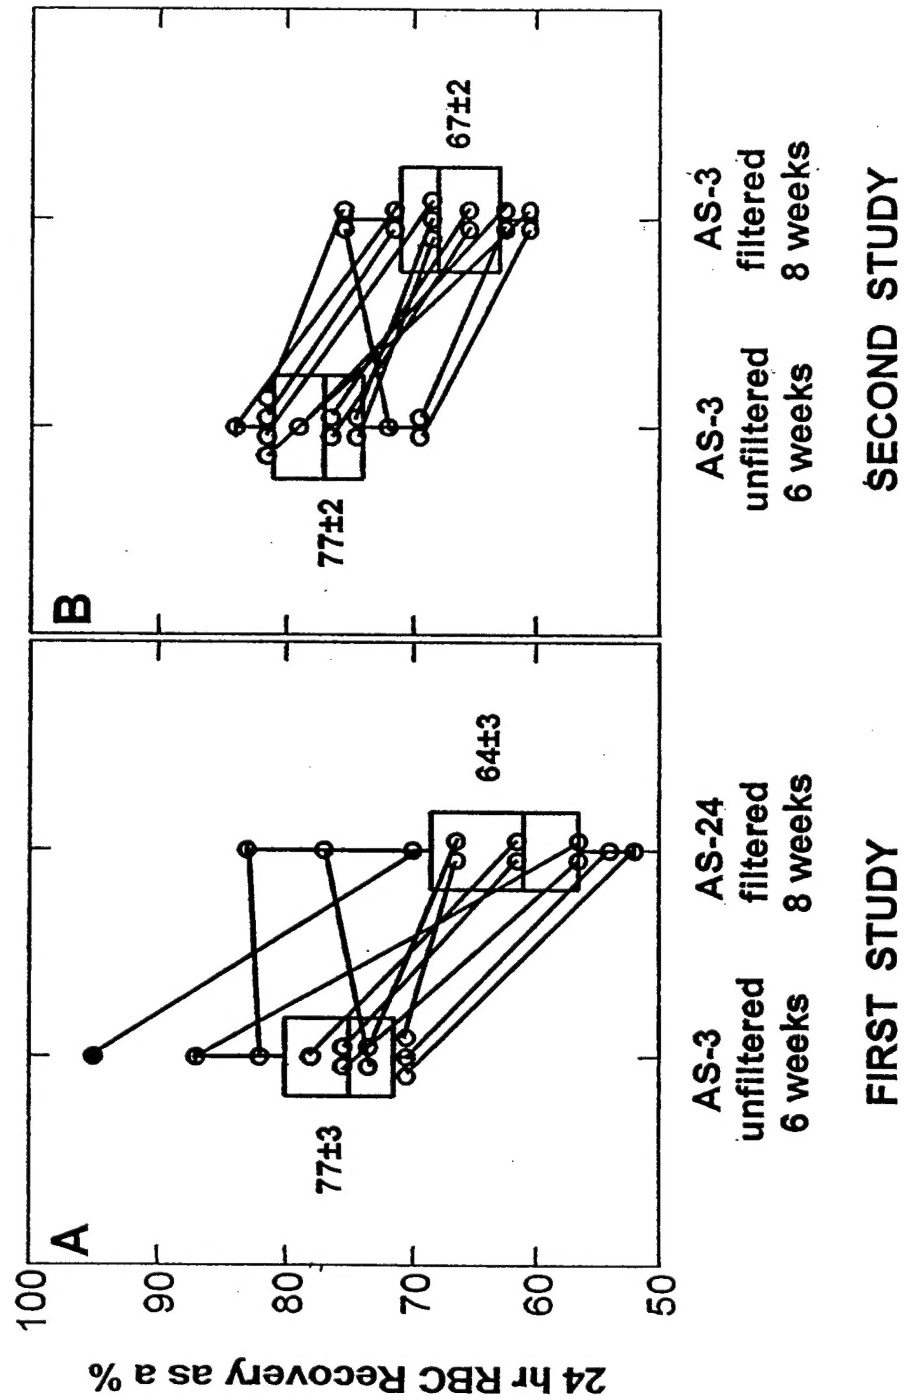 24 hr RBC Recovery as a %
100
90
80
70
60
50
A
77±3
64±3
AS-3
unfiltered
6 weeks
AS-24
filtered
8 weeks
FIRST STUDY
B
77±2
67±2
AS-3
unfiltered
6 weeks
AS-3
filtered
8 weeks
SECOND STUDY